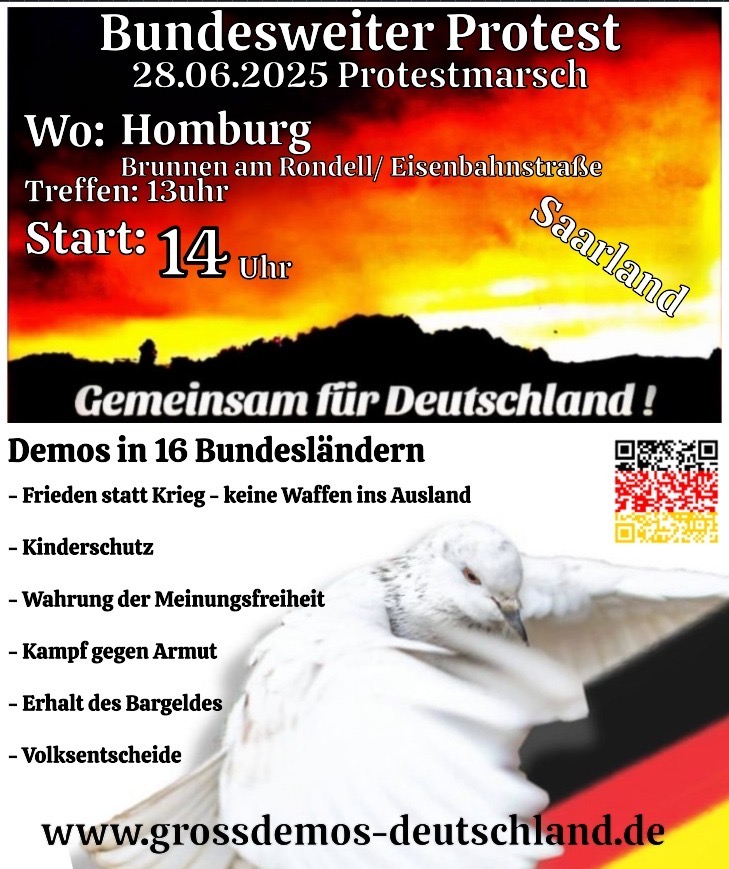 Bundesweiter Protest
28.06.2025 Protestmarsch
Wo: Homburg
Brunnen am Rondell/ Eisenbahnstraße
Treffen: 13uhr
Start: 14 Uhr
Saarland
Gemeinsam für Deutschland !
Demos in 16 Bundesländern
- Frieden statt Krieg - keine Waffen ins Ausland
- Kinderschutz
- Wahrung der Meinungsfreiheit
- Kampf gegen Armut
- Erhalt des Bargeldes
- Volksentscheide
www.grossdemos-deutschland.de